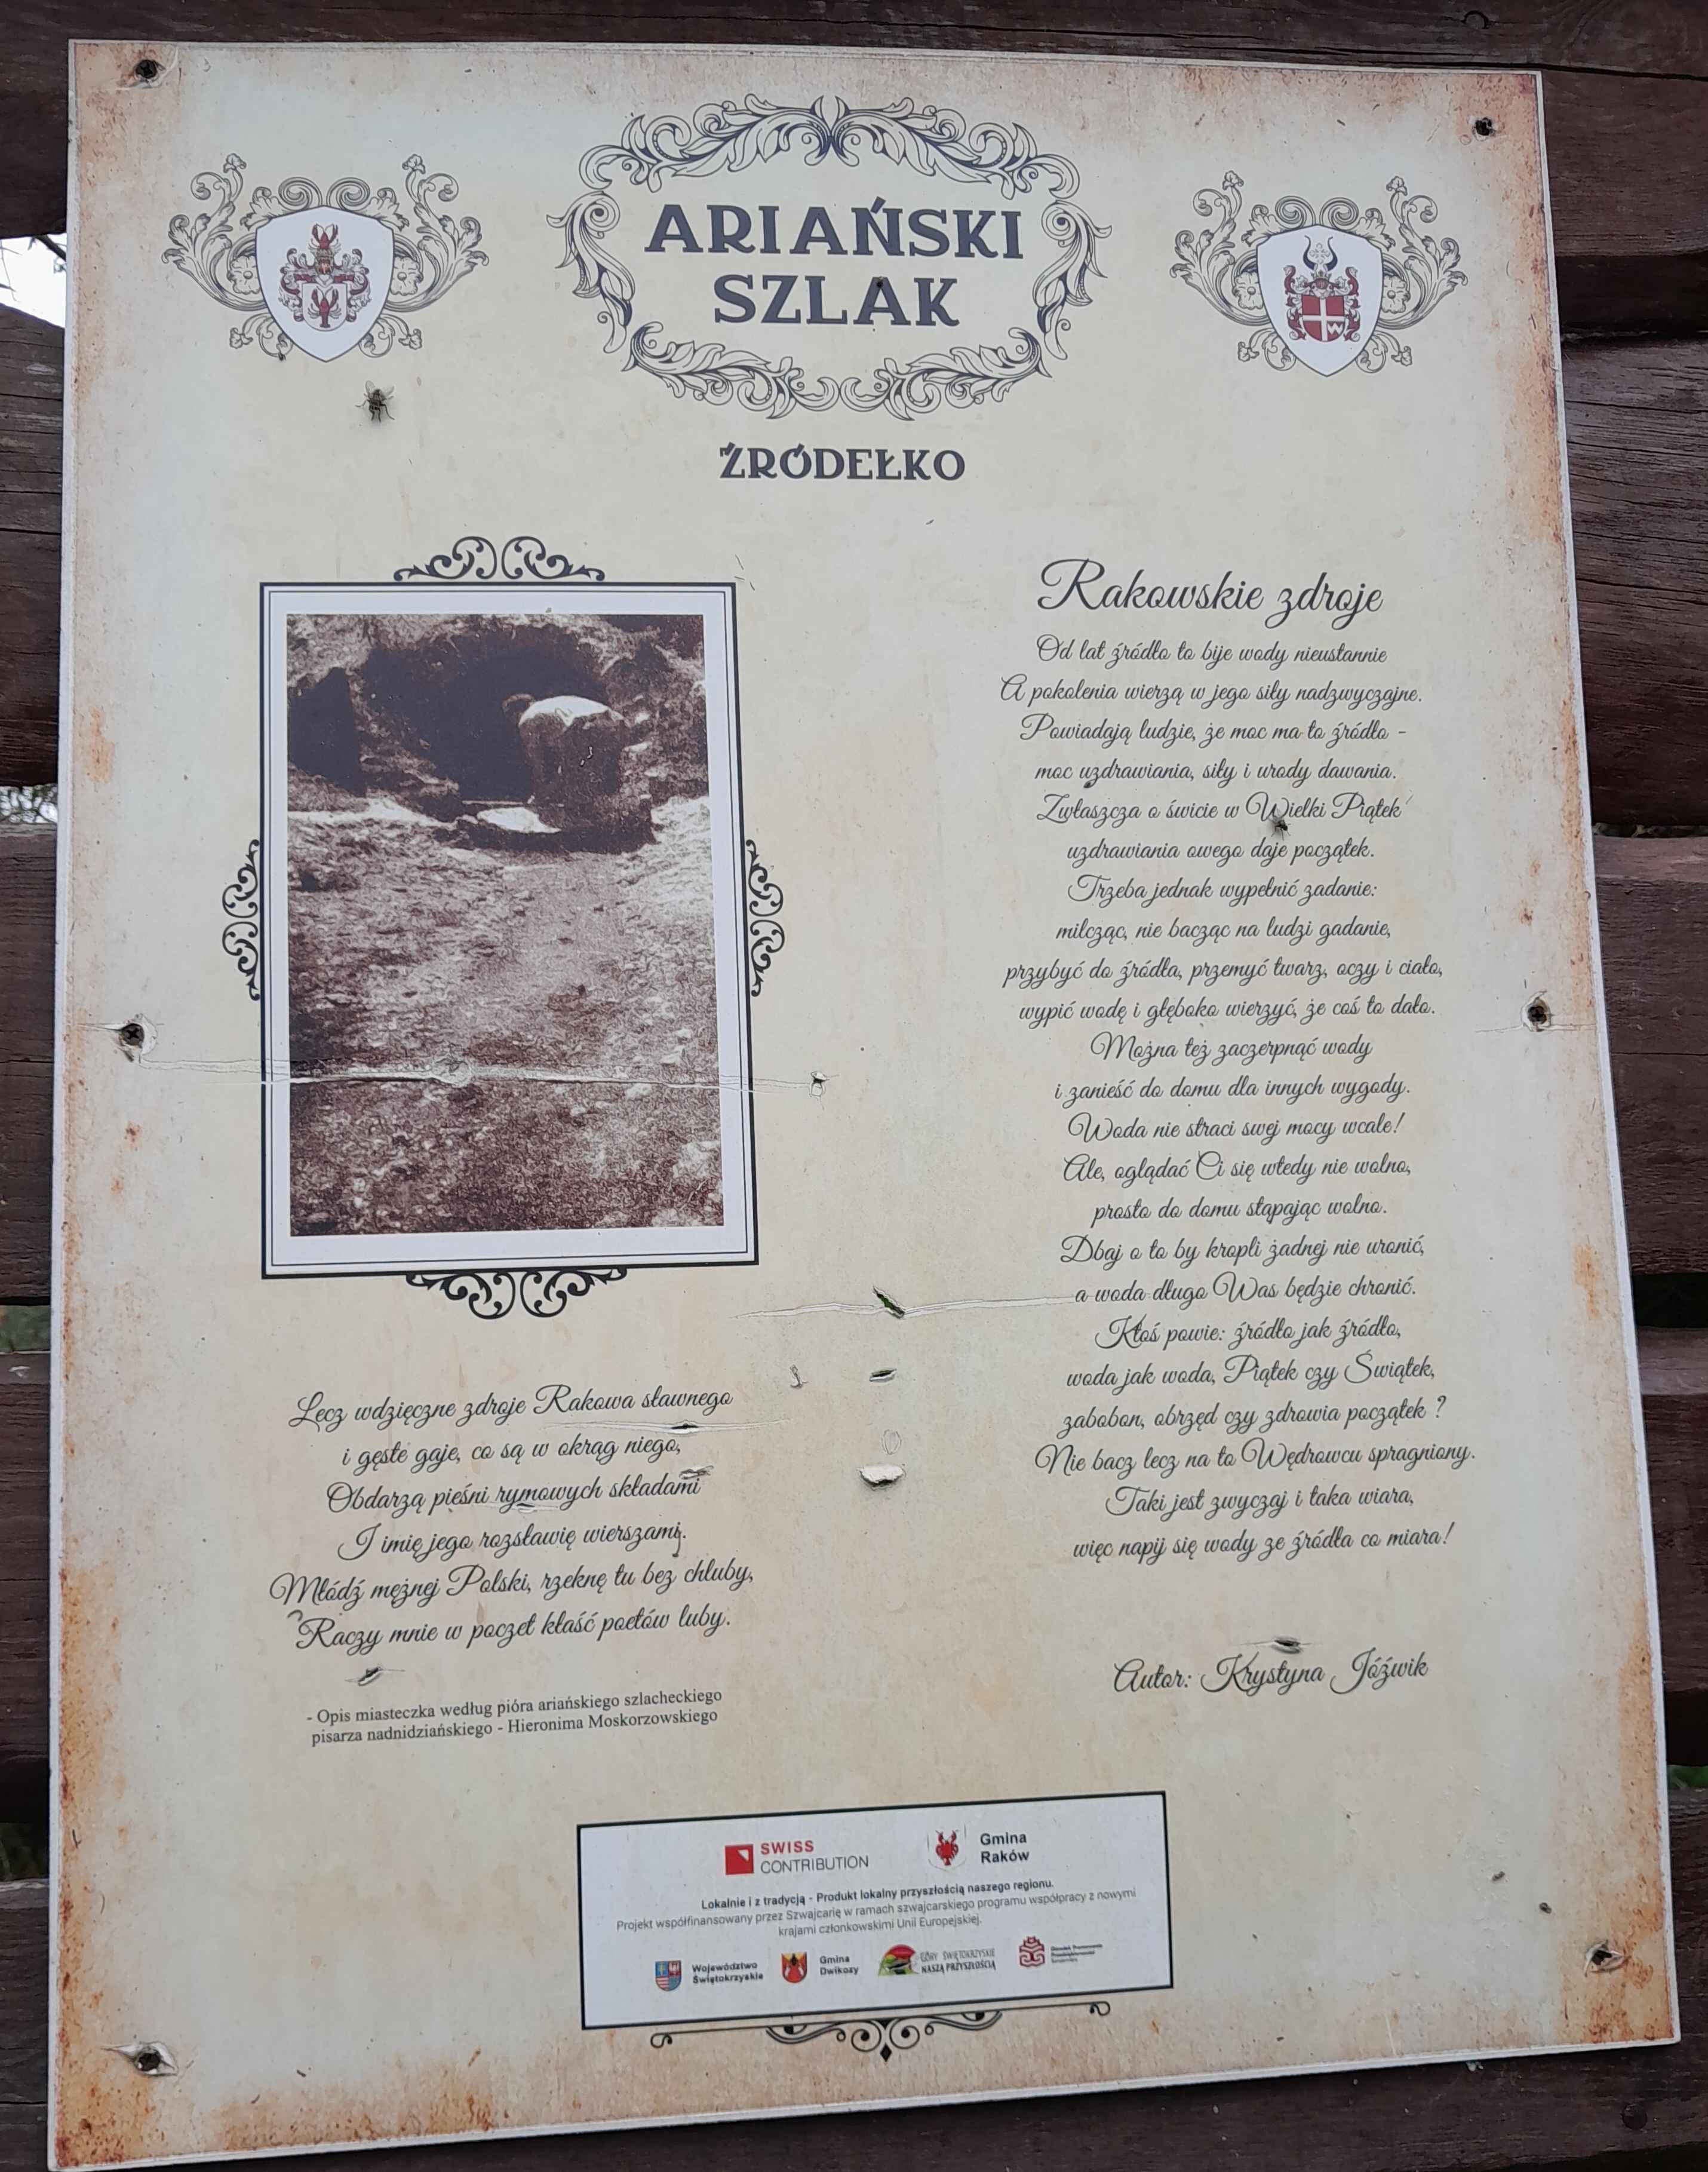 ARIAŃSKI
SZLAK
ŹRÓDEŁKO
Lecz wdzięczne zdroje Rakowa sławnego
i gęste gaje, co są w okrąg niego,
Obdarzą pieśni rymowych składami
I imię jego rozsławię wierszami.
Młódź mężnej Polski, rzeknę tu bez chluby,
Raczy mnie w poczet kłaść poetów luby.
- Opis miasteczka według pióra ariańskiego szlacheckiego
pisarza nadnidziańskiego - Hieronima Moskorzowskiego
Rakowskie zdroje
Od lat źródło to bije wody nieustannie
A pokolenia wierzą w jego siły nadzwyczajne.
Powiadają ludzie, że moc ma to źródło -
moc uzdrawiania, siły i urody dawania.
Zwłaszcza o świcie w Wielki Piątek
uzdrawiania owego daje początek.
Trzeba jednak wypełnić zadanie:
milcząc, nie bacząc na ludzi gadanie,
przybyć do źródła, przemyć twarz, oczy i ciało,
wypić wodę i głęboko wierzyć, że coś to dało.
Można też zaczerpnąć wody
i zanieść do domu dla innych wygody.
Woda nie straci swej mocy wcale!
Ale, oglądać Ci się wtedy nie wolno,
prosto do domu stąpając wolno.
Dbaj o to by kropli żadnej nie uronić,
a woda długo Was będzie chronić.
Ktoś powie: źródło jak źródło,
woda jak woda, Piątek czy Świątek,
zabobon, obrzęd czy zdrowia początek ?
Nie bacz lecz na to Wędrowcu spragniony.
Taki jest zwyczaj i taka wiara,
więc napij się wody ze źródła co miara!
Autor: Krystyna Jóźwik
SWISS
CONTRIBUTION
Gmina
Raków
Lokalnie i z tradycją - Produkt lokalny przyszłością naszego regionu.
Projekt współfinansowany przez Szwajcarię w ramach szwajcarskiego programu współpracy z nowymi
krajami członkowskimi Unii Europejskiej.
Województwo
Świętokrzyskie
Gmina
Dwikozy
GÓRY ŚWIĘTOKRZYSKIE
NASZĄ PRZYSZŁOŚCIĄ